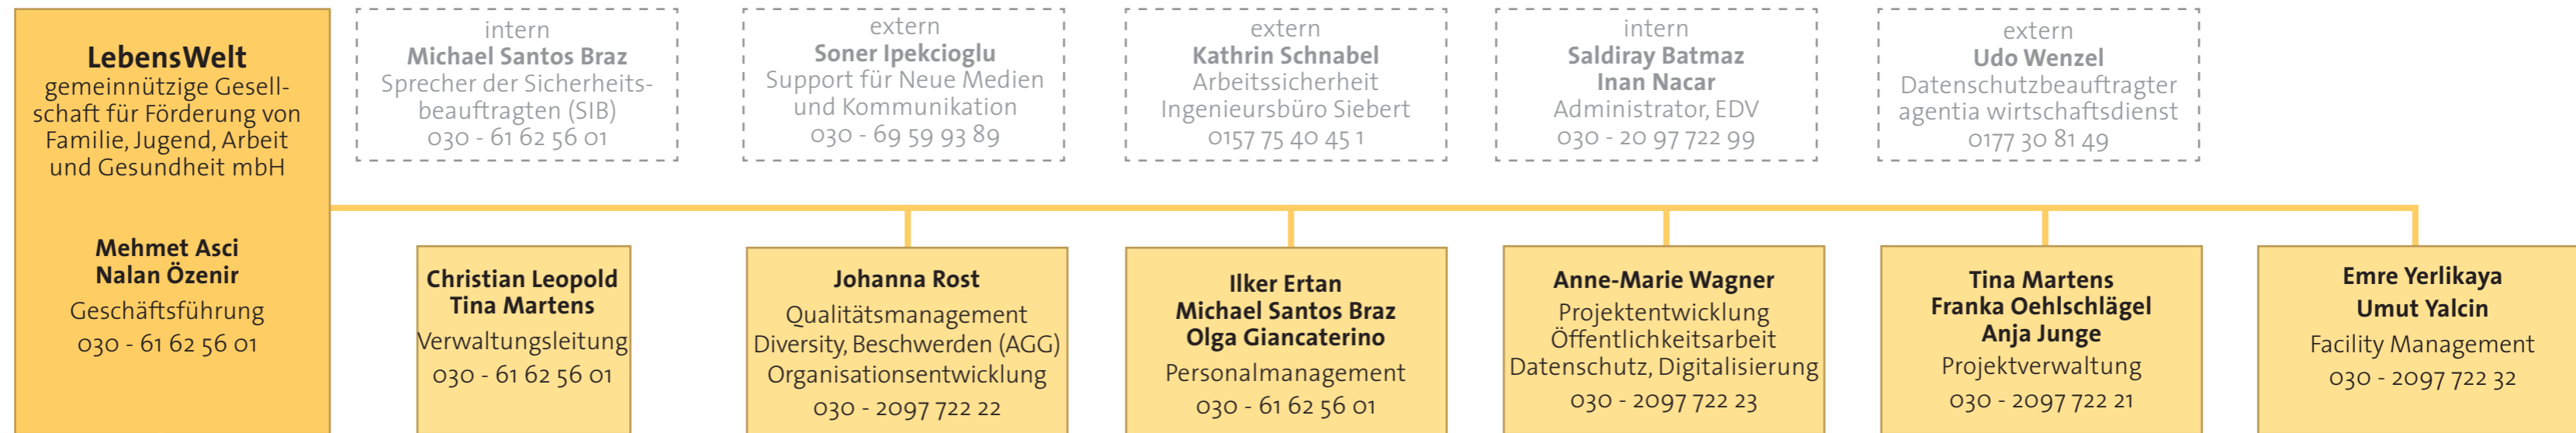 LebensWelt
gemeinnützige Gesell-
schaft für Förderung von
Familie, Jugend, Arbeit
und Gesundheit mbH
Mehmet Asci
Nalan Özenir
Geschäftsführung
030 - 61 62 56 01
intern
Michael Santos Braz
Sprecher der Sicherheits-
beauftragten (SIB)
030 - 61 62 56 01
extern
Soner Ipekcioglu
Support für Neue Medien
und Kommunikation
030 - 69 59 93 89
extern
Kathrin Schnabel
Arbeitssicherheit
Ingenieursbüro Siebert
0157 75 40 45 1
intern
Saldiray Batmaz
Inan Nacar
Administrator, EDV
030 - 20 97 722 99
extern
Udo Wenzel
Datenschutzbeauftragter
agentia wirtschaftsdienst
0177 30 81 49
Christian Leopold
Tina Martens
Verwaltungsleitung
030 - 61 62 56 01
Johanna Rost
Qualitätsmanagement
Diversity, Beschwerden (AGG)
Organisationsentwicklung
030 - 2097 722 22
Ilker Ertan
Michael Santos Braz
Olga Giancaterino
Personalmanagement
030 - 61 62 56 01
Anne-Marie Wagner
Projektentwicklung
Öffentlichkeitsarbeit
Datenschutz, Digitalisierung
030 - 2097 722 23
Tina Martens
Franka Oehlschlägel
Anja Junge
Projektverwaltung
030 - 2097 722 21
Emre Yerlikaya
Umut Yalcin
Facility Management
030 - 2097 722 32